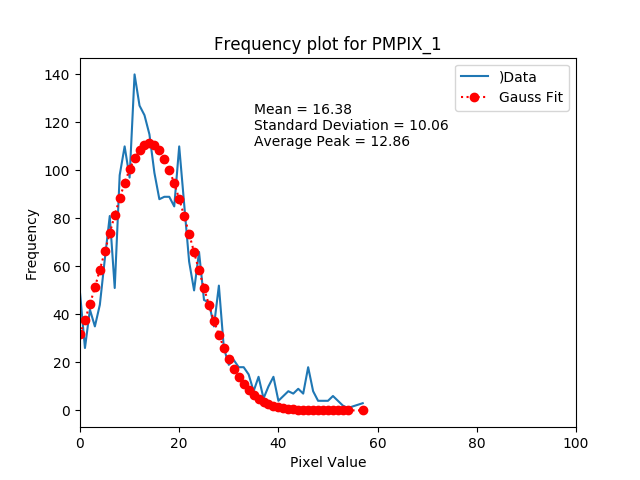 Frequency plot for PMPIX_1
)Data
Gauss Fit
Mean = 16.38
Standard Deviation = 10.06
Average Peak = 12.86
Frequency
140
120
100
80
60
40
20
0
0 20 40 60 80 100
Pixel Value